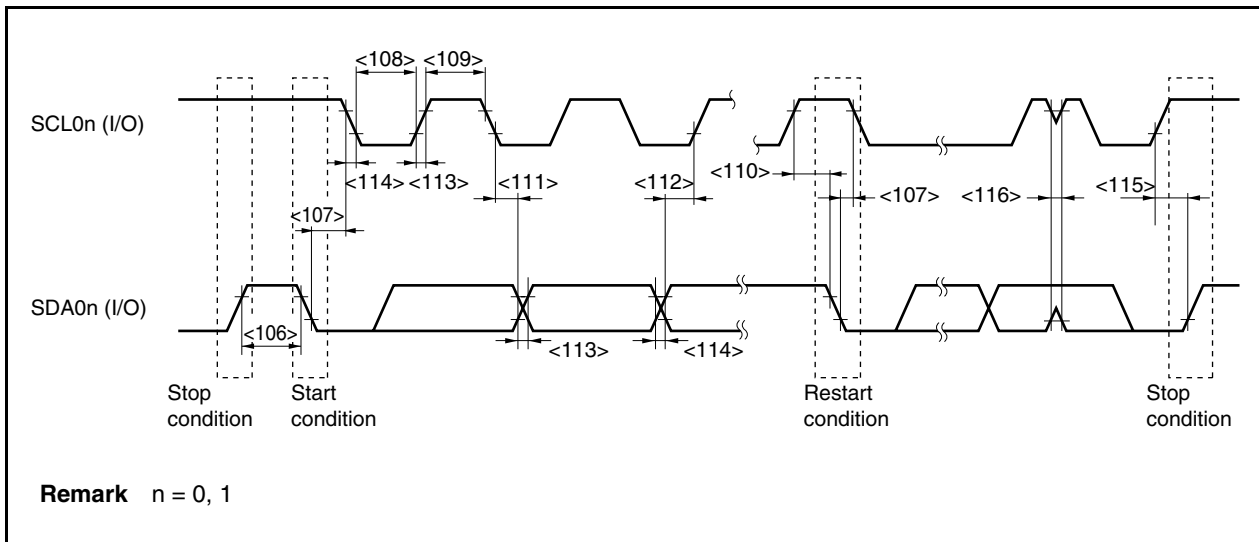 <108> <109>
SCL0n (I/O)
<114> <113> <111> <112> <110> <107> <116> <115>
<107>
SDA0n (I/O)
<106> <113> <114>
Stop condition
Start condition
Restart condition
Stop condition
Remark n = 0, 1